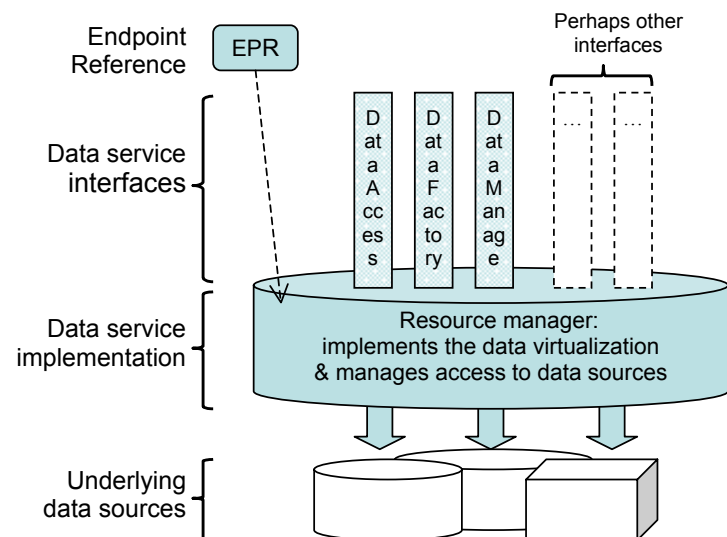 Endpoint
Reference
EPR
Perhaps other
interfaces
Data service
interfaces
D
at
a
A
cc
es
s
D
at
a
F
ac
to
ry
D
at
a
M
an
ag
e
...
...
Data service
implementation
Resource manager:
implements the data virtualization
& manages access to data sources
Underlying
data sources